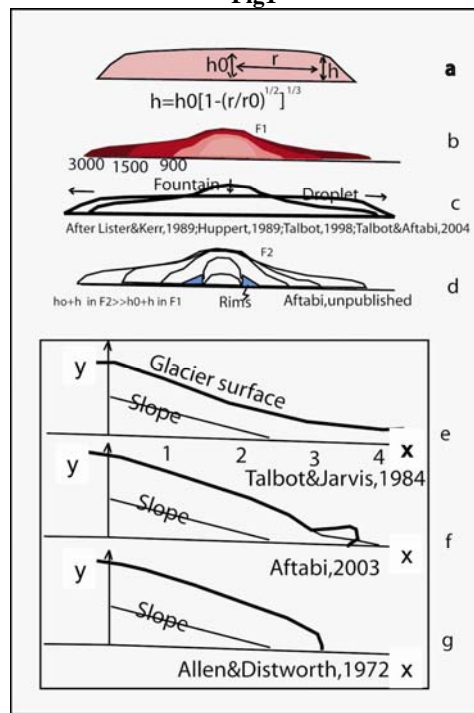 Fig1
h0 r h a
h=h0[1-(r/r0)^1/2]^1/3
F1
b
3000 1500 900
Fountain Droplet c
After Lister&Kerr,1989;Huppert,1989;Talbot,1998;Talbot&Aftabi,2004
F2
d
ho+h in F2>>h0+h in F1 Rims Aftabi,unpublished
y Glacier surface
Slope
e
1 2 3 4 x
Talbot&Jarvis,1984
y
Slope
f
Aftabi,2003 x
y
Slope
g
Allen&Distworth,1972 x